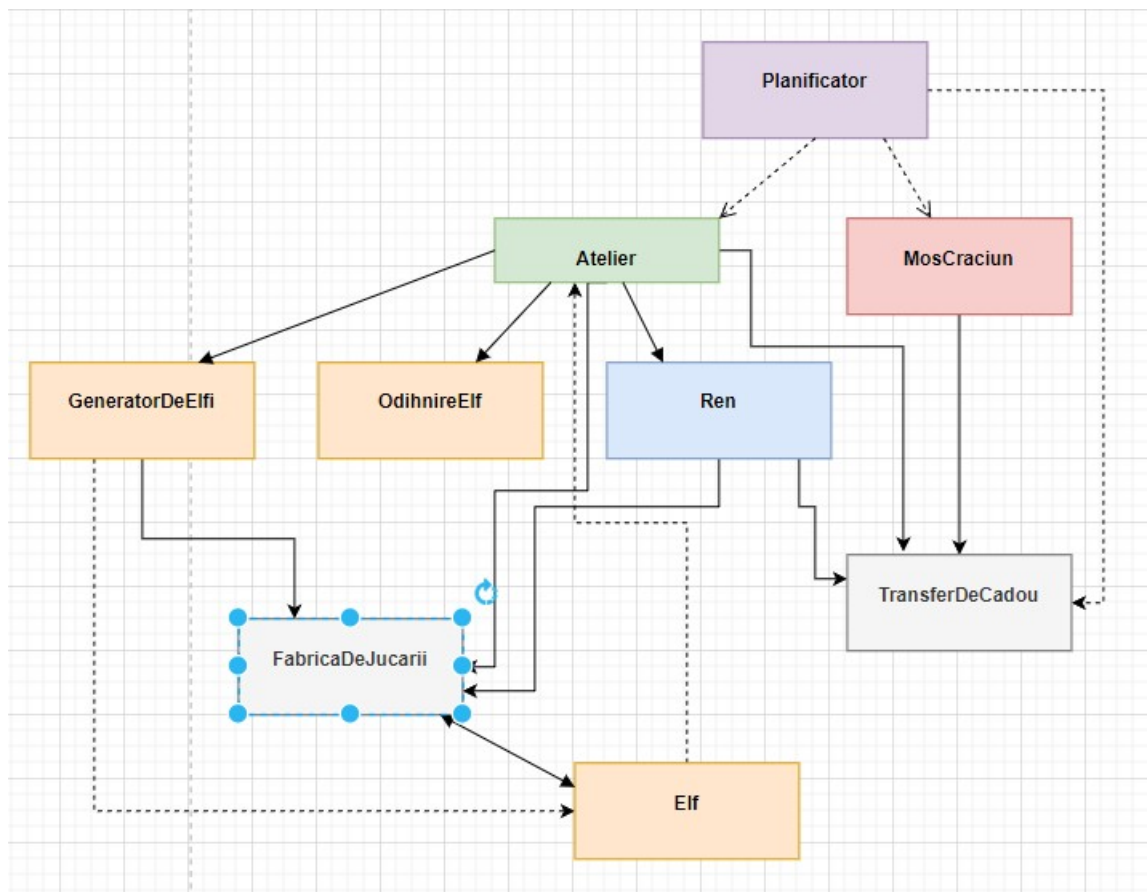 Planificator
Atelier
MosCraciun
GeneratorDeElfi
OdihnireElf
Ren
TransferDeCadou
FabricaDeJucarii
Elf